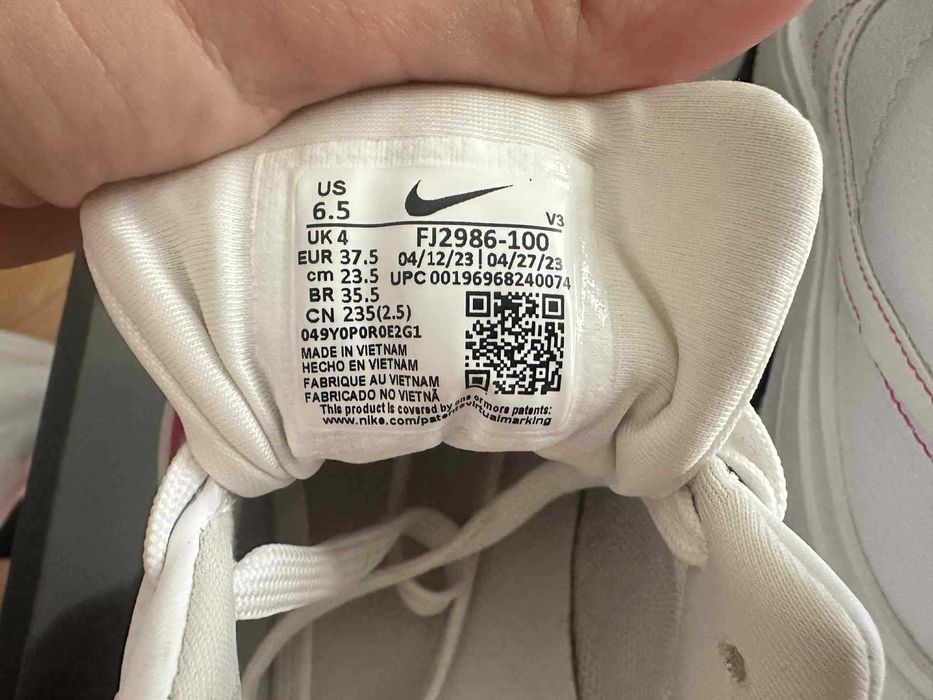 US
6.5
V3
UK 4
FJ2986-100
EUR 37.5
04/12/23 | 04/27/23
cm 23.5
UPC 00196968240074
BR 35.5
CN 235(2.5)
049Y0P0R0E2G1
MADE IN VIETNAM
HECHO EN VIETNAM
FABRIQUE AU VIETNAM
FABRICADO NO VIETNÃ
This product is covered by one or more patents:
www.nike.com/patents/virtualmarking